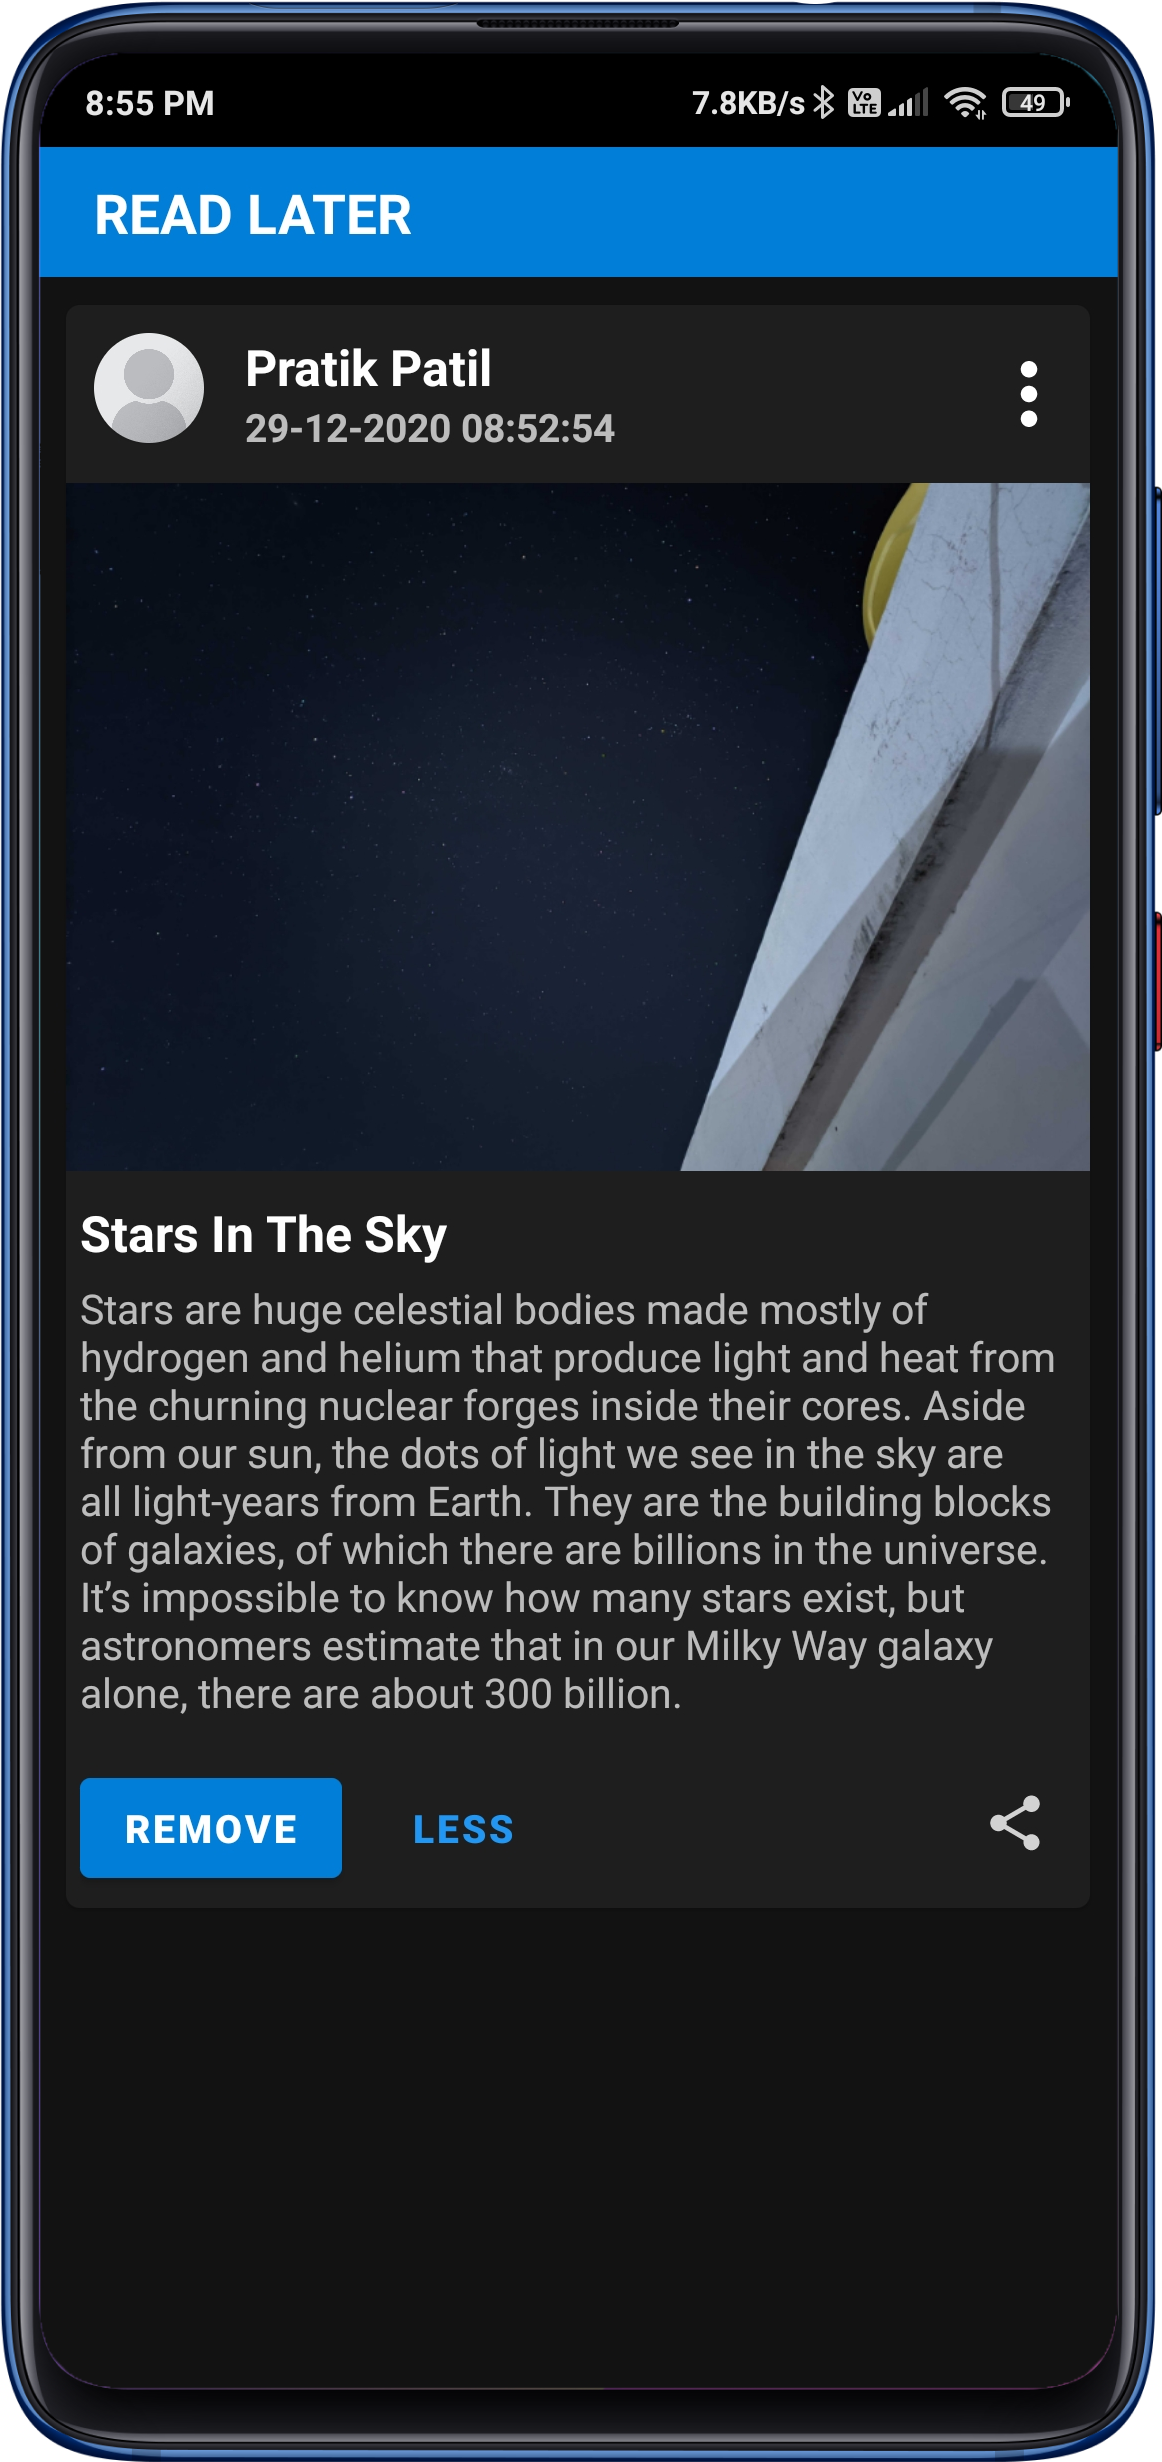 8:55 PM 7.8KB/s Vo LTE 49
READ LATER
Pratik Patil
29-12-2020 08:52:54
Stars In The Sky
Stars are huge celestial bodies made mostly of
hydrogen and helium that produce light and heat from
the churning nuclear forges inside their cores. Aside
from our sun, the dots of light we see in the sky are
all light-years from Earth. They are the building blocks
of galaxies, of which there are billions in the universe.
It’s impossible to know how many stars exist, but
astronomers estimate that in our Milky Way galaxy
alone, there are about 300 billion.
REMOVE LESS